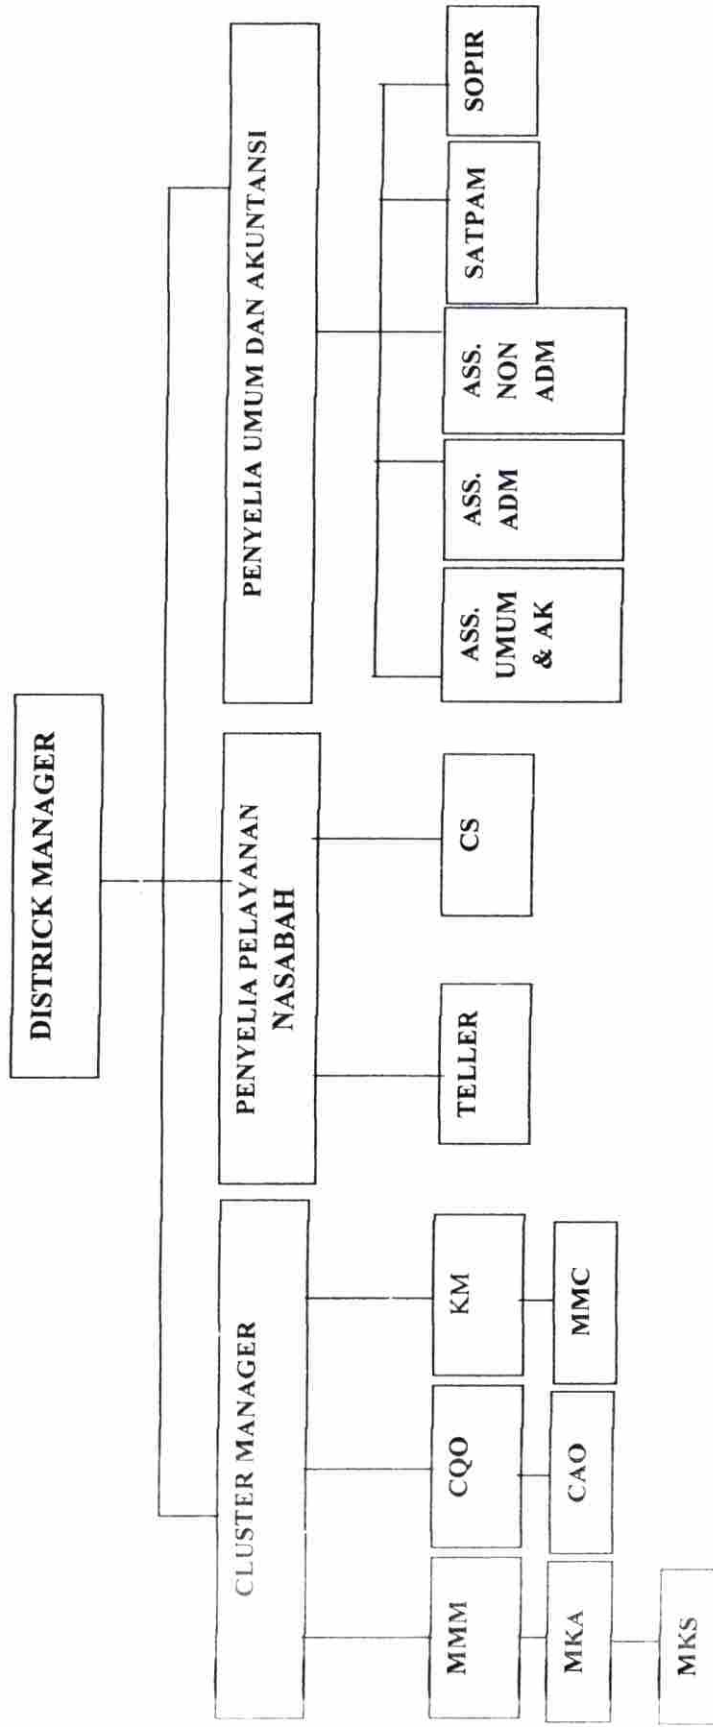 DISTRICK MANAGER
CLUSTER MANAGER
PENYELIA PELAYANAN
NASABAH
PENYELIA UMUM DAN AKUNTANSI
MMM
CQO
KM
TELLER
CS
ASS.
UMUM
& AK
ASS.
ADM
ASS.
NON
ADM
SATPAM
SOPIR
MKA
CAO
MMC
MKS